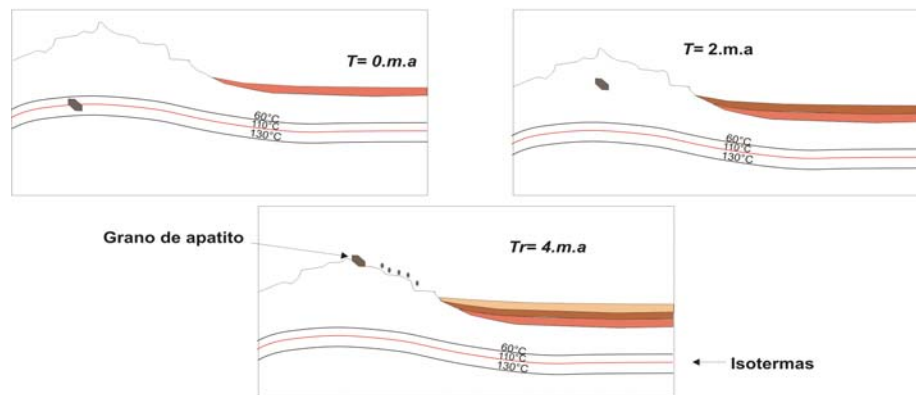 T= 0.m.a
60°C
110°C
130°C
T= 2.m.a
60°C
110°C
130°C
Grano de apatito
Tr= 4.m.a
60°C
110°C
130°C
Isotermas